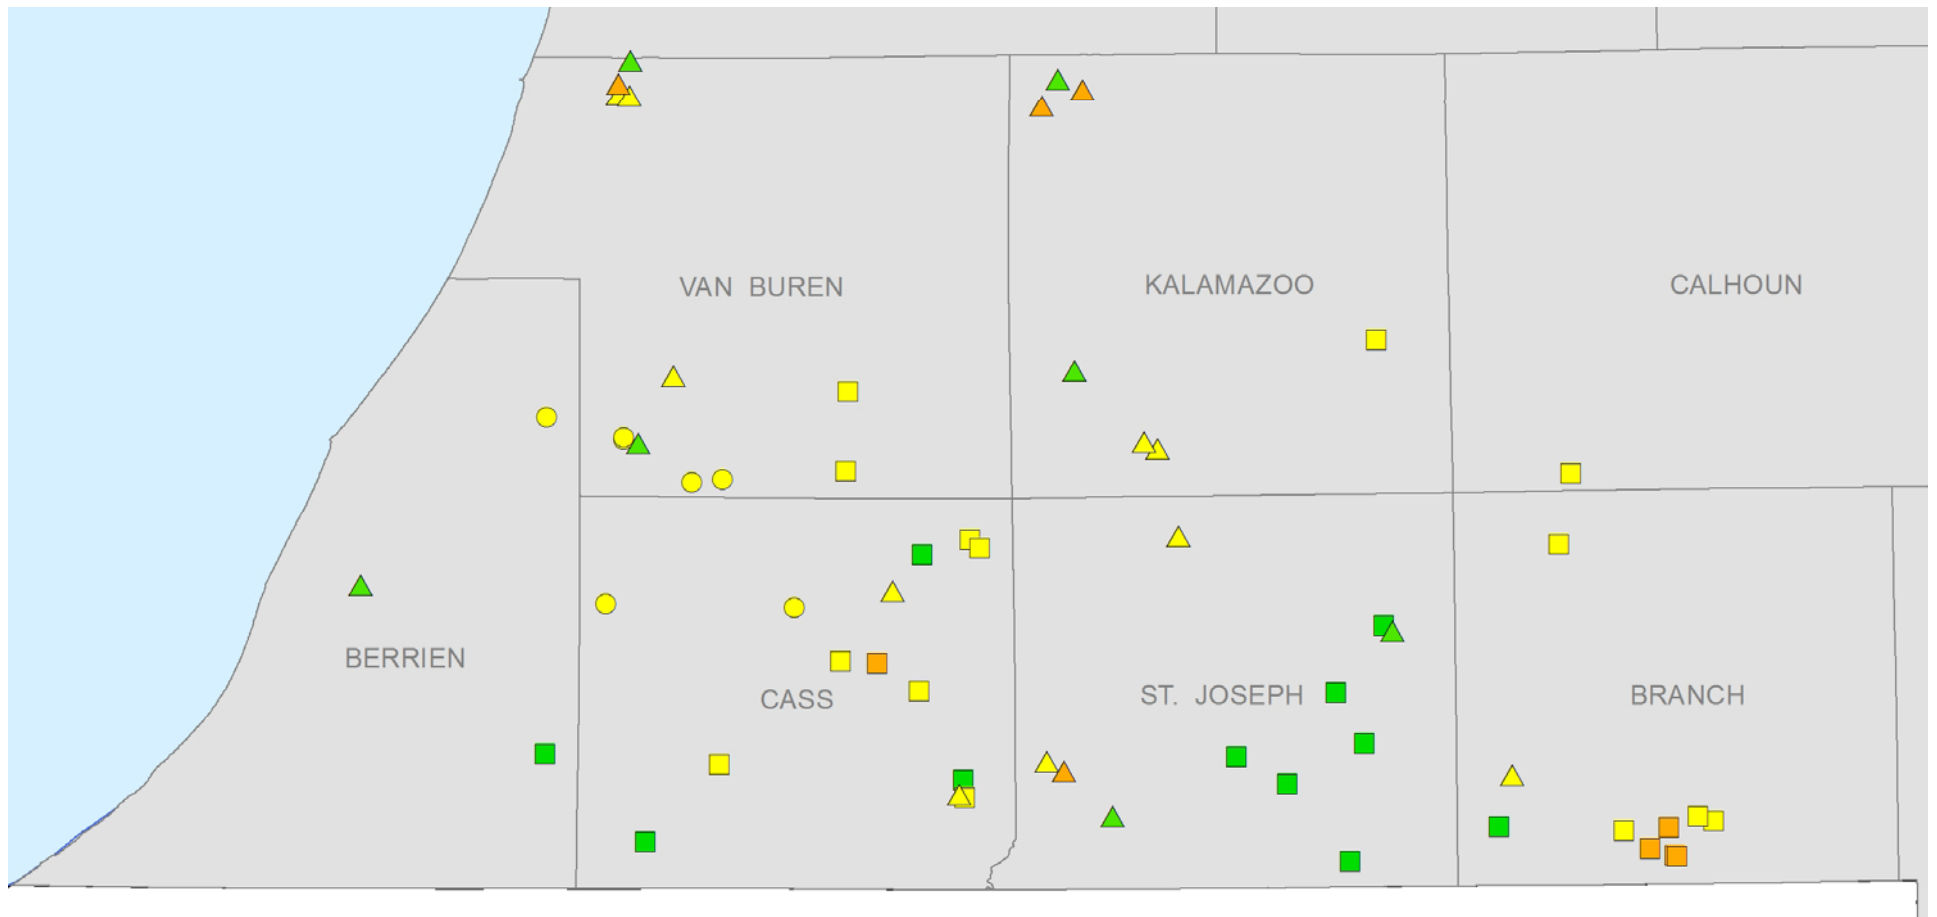 VAN BUREN
KALAMAZOO
CALHOUN
BERRIEN
CASS
ST. JOSEPH
BRANCH